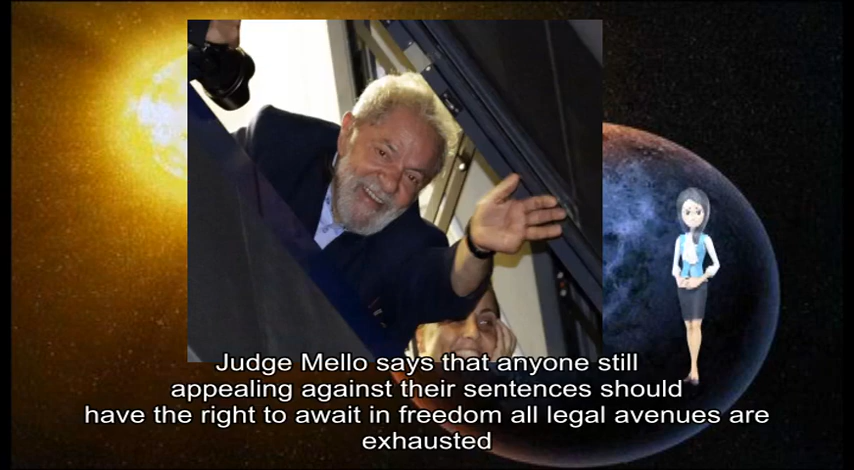 Judge Mello says that anyone still
appealing against their sentences should
have the right to await in freedom all legal avenues are
exhausted